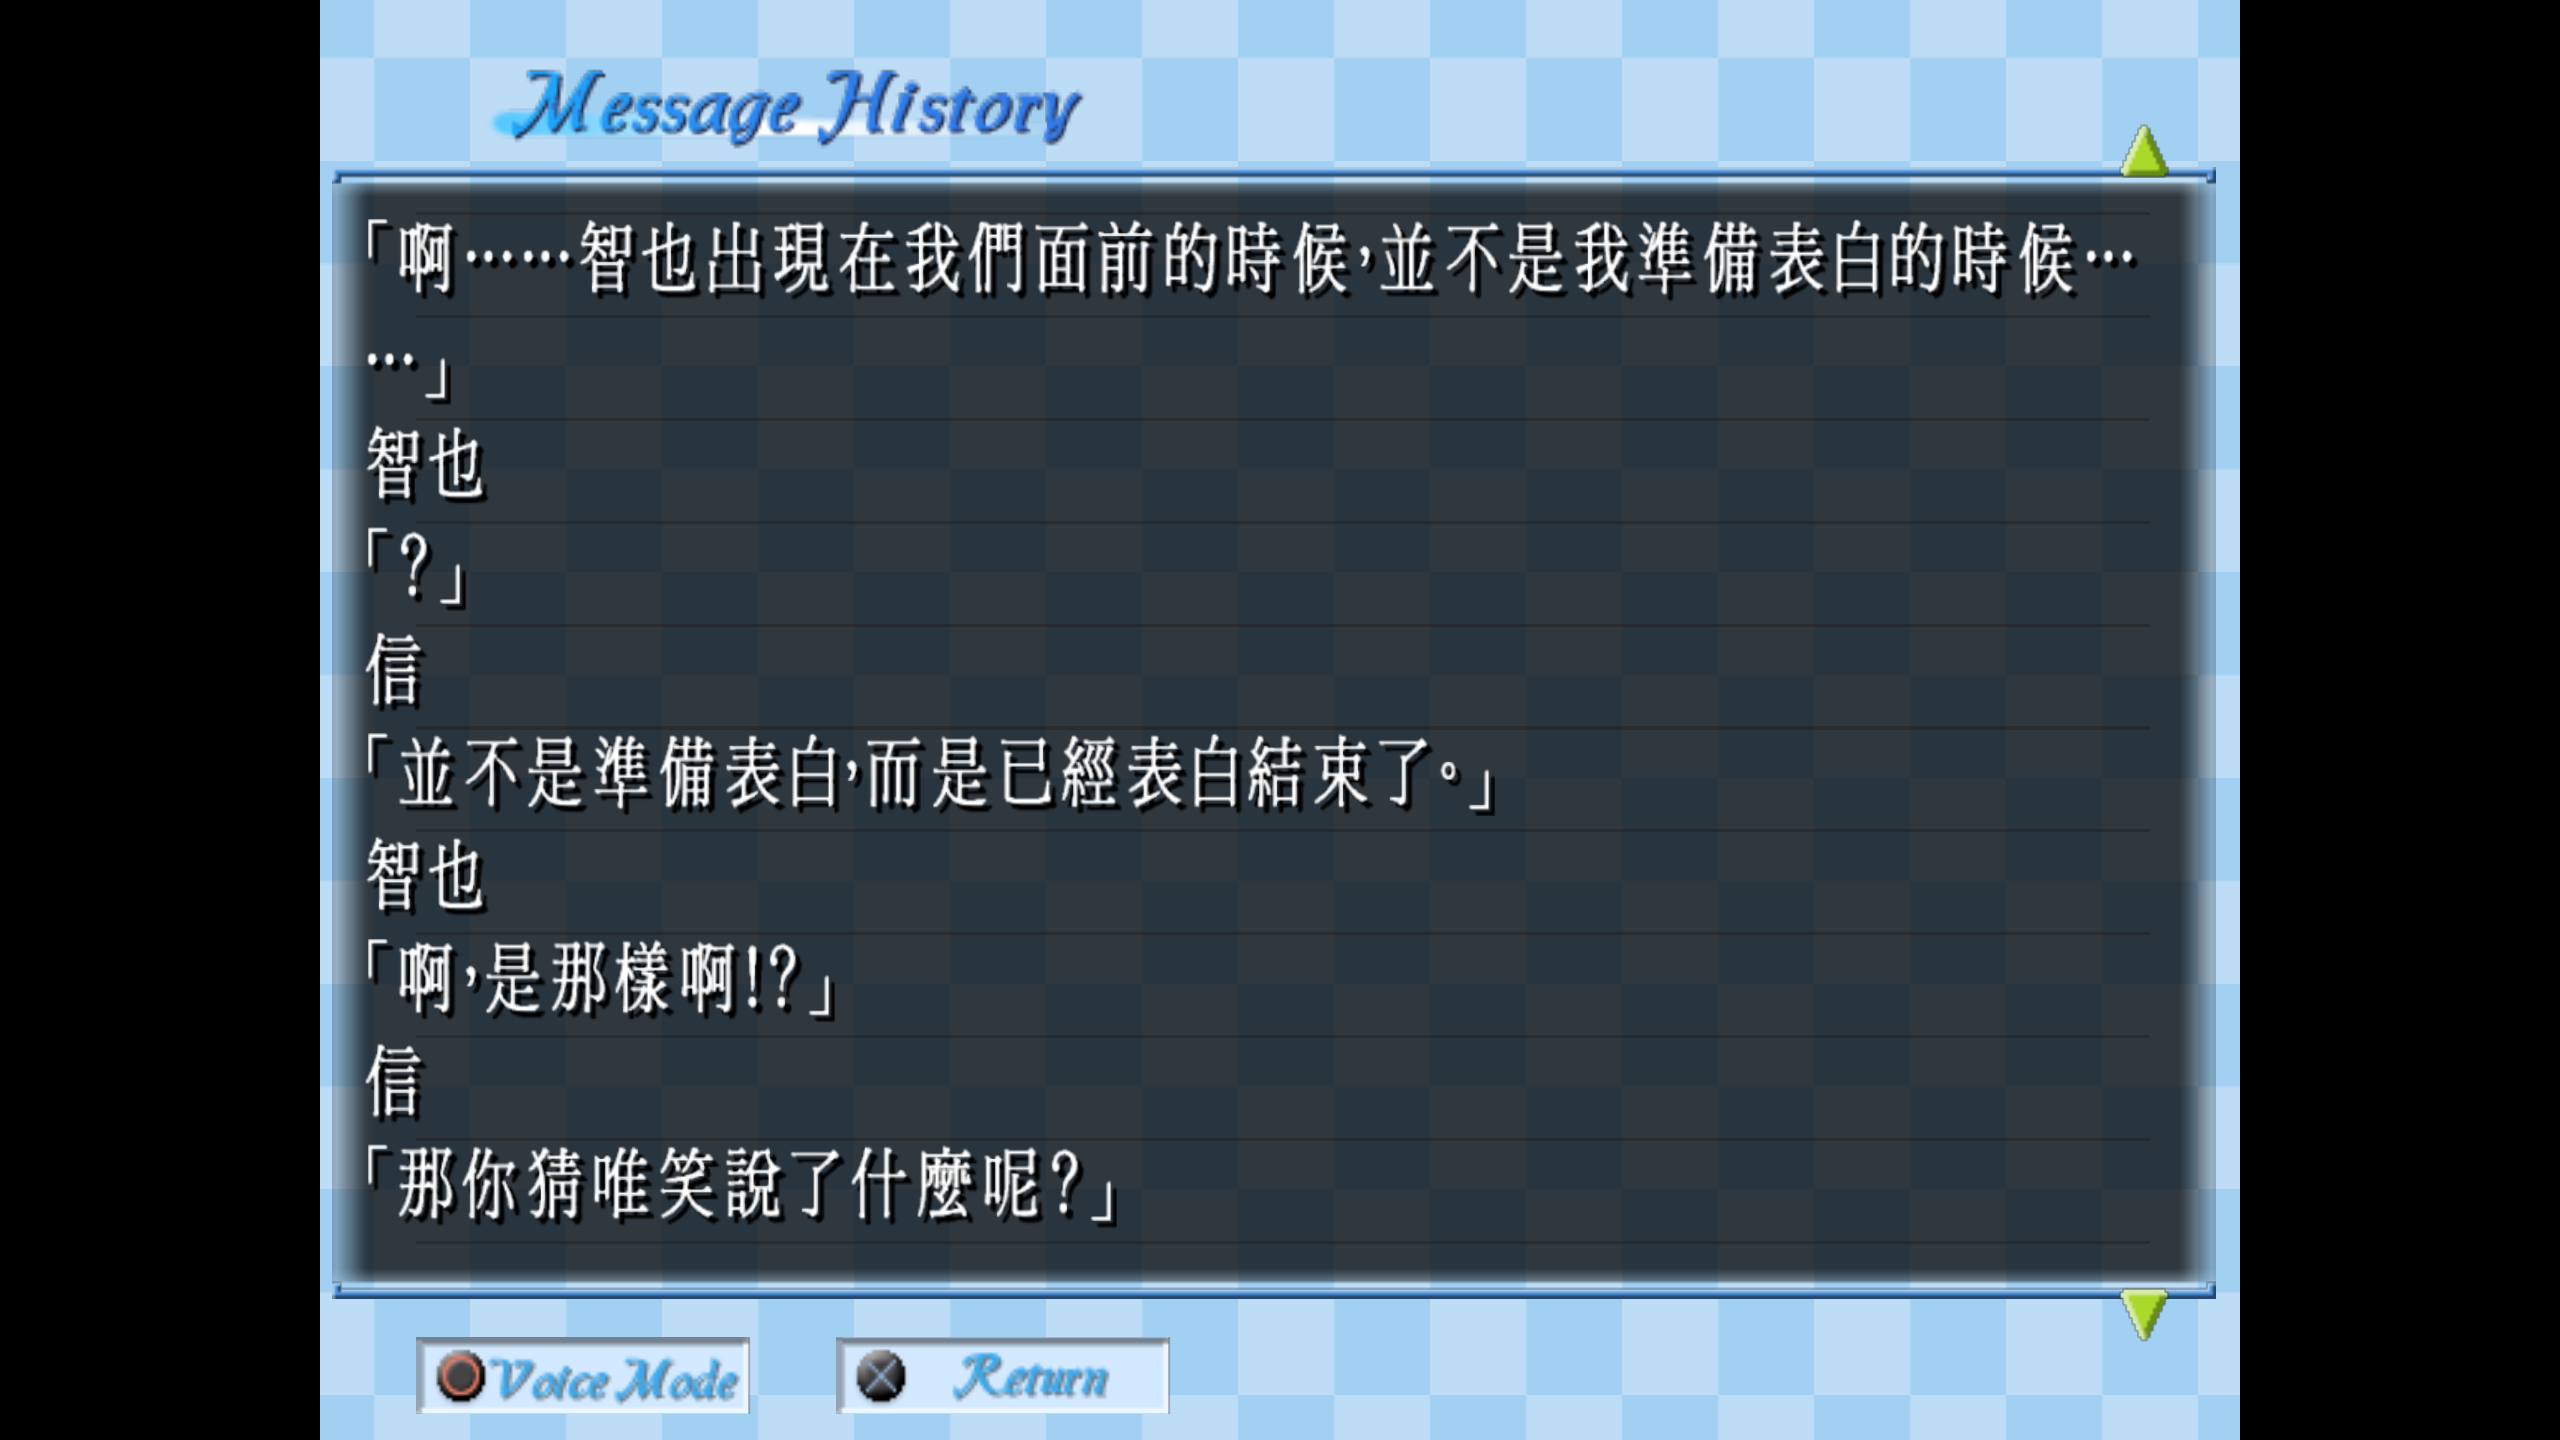 Message History
「啊……智也出現在我們面前的時候,並不是我準備表白的時候…
…」
智也
「?」
信
「並不是準備表白,而是已經表白結束了。」
智也
「啊,是那樣啊!?」
信
「那你猜唯笑說了什麼呢?」
Voice Mode
Return